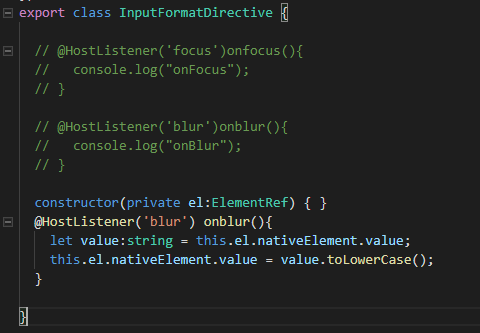 export class InputFormatDirective {
// @HostListener('focus')onfocus(){
//   console.log("onFocus");
// }
// @HostListener('blur')onblur(){
//   console.log("onBlur");
// }
constructor(private el:ElementRef) { }
@HostListener('blur') onblur(){
let value:string = this.el.nativeElement.value;
this.el.nativeElement.value = value.toLowerCase();
}
}